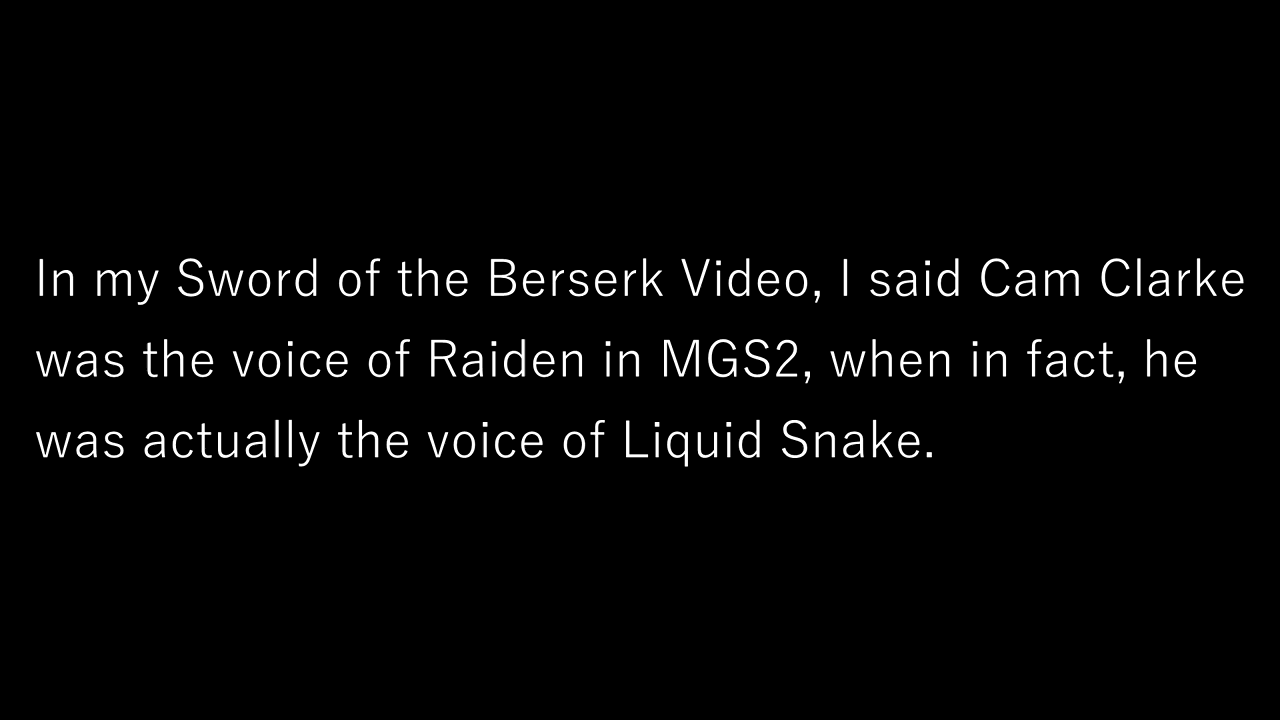 In my Sword of the Berserk Video, I said Cam Clarke
was the voice of Raiden in MGS2, when in fact, he
was actually the voice of Liquid Snake.